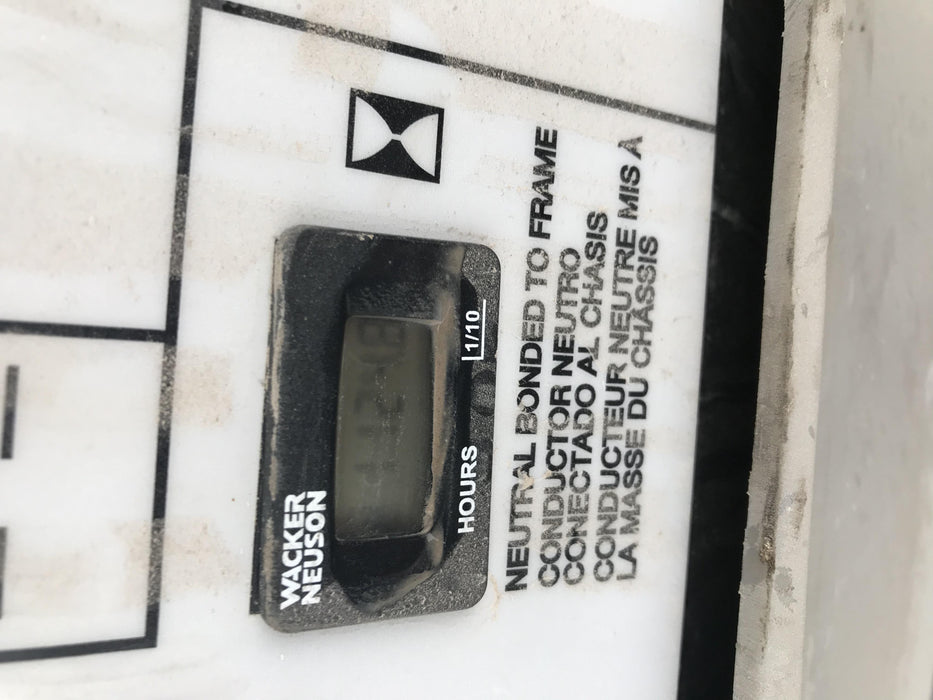 WACKER
NEUSON
HOURS
1/10
NEUTRAL BONDED TO FRAME
CONDUCTOR NEUTRO
CONECTADO AL CHASIS
CONDUCTEUR NEUTRE MIS A
LA MASSE DU CHASSIS